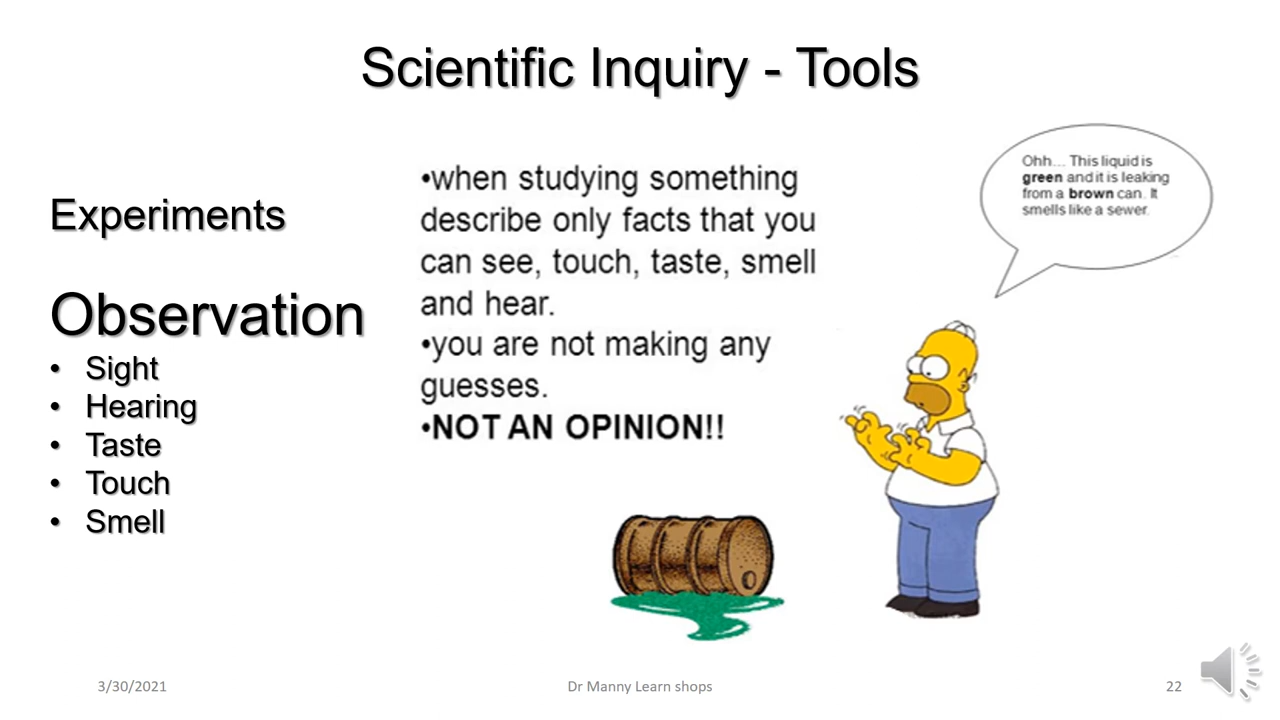 Scientific Inquiry - Tools
Experiments
Observation
• Sight
• Hearing
• Taste
• Touch
• Smell
•when studying something
describe only facts that you
can see, touch, taste, smell
and hear.
•you are not making any
guesses.
•NOT AN OPINION!!
Ohh... This liquid is
green and it is leaking
from a brown can. It
smells like a sewer.
3/30/2021
Dr Manny Learn shops
22